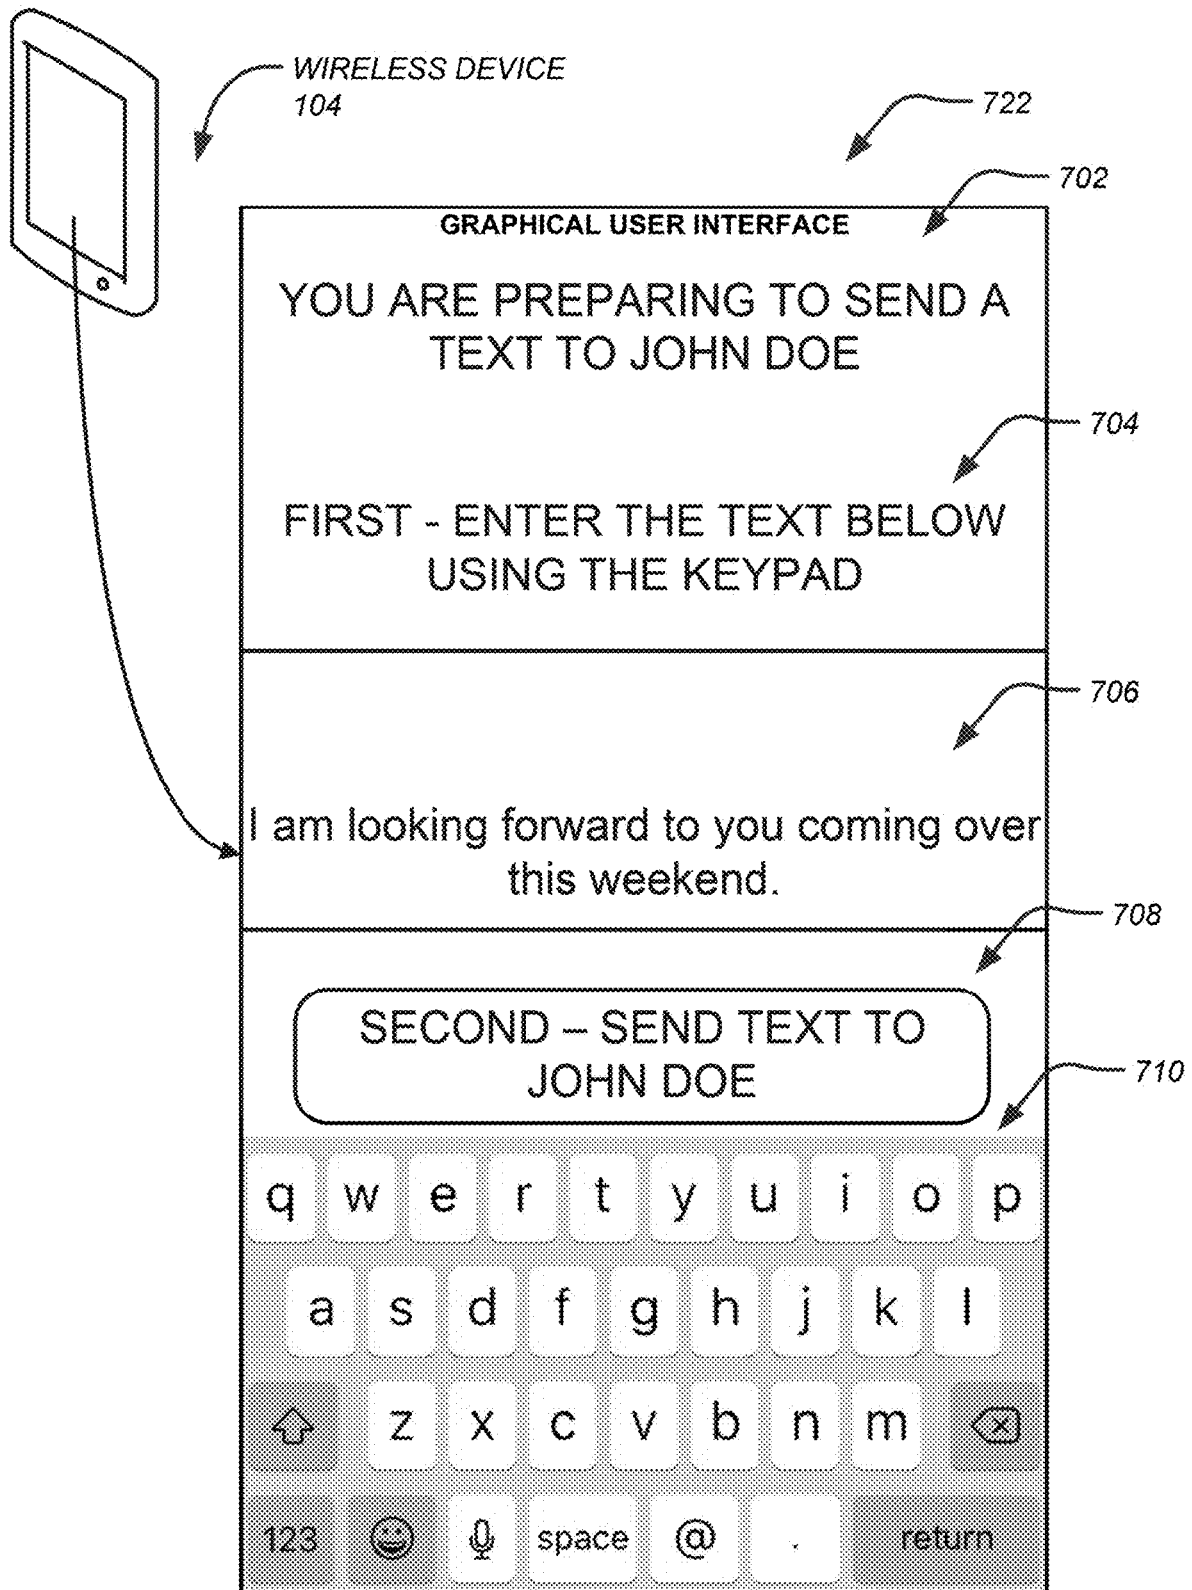 WIRELESS DEVICE
104
722
702
GRAPHICAL USER INTERFACE
YOU ARE PREPARING TO SEND A
TEXT TO JOHN DOE
704
FIRST - ENTER THE TEXT BELOW
USING THE KEYPAD
706
I am looking forward to you coming over
this weekend.
708
SECOND – SEND TEXT TO
JOHN DOE
710
q w e r t y u i o p
a s d f g h j k l
z x c v b n m
123 space @ . return